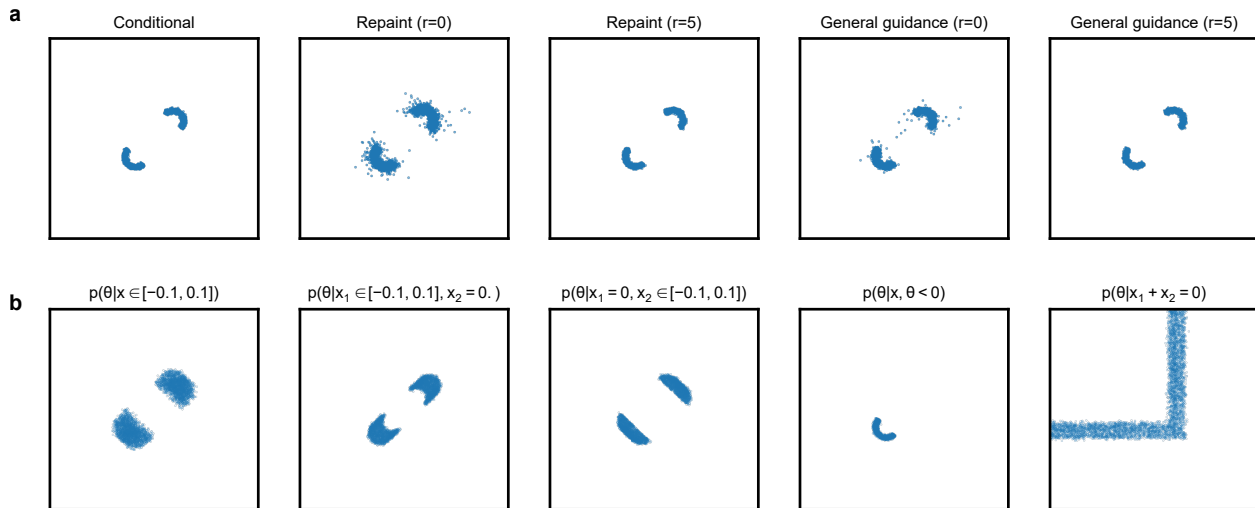 a
Conditional
Repaint (r=0)
Repaint (r=5)
General guidance (r=0)
General guidance (r=5)
b
p(θ|x ∈[−0.1, 0.1])
p(θ|x₁ ∈[−0.1, 0.1], x₂ = 0. )
p(θ|x₁ = 0, x₂ ∈[−0.1, 0.1])
p(θ|x, θ < 0)
p(θ|x₁ + x₂ = 0)